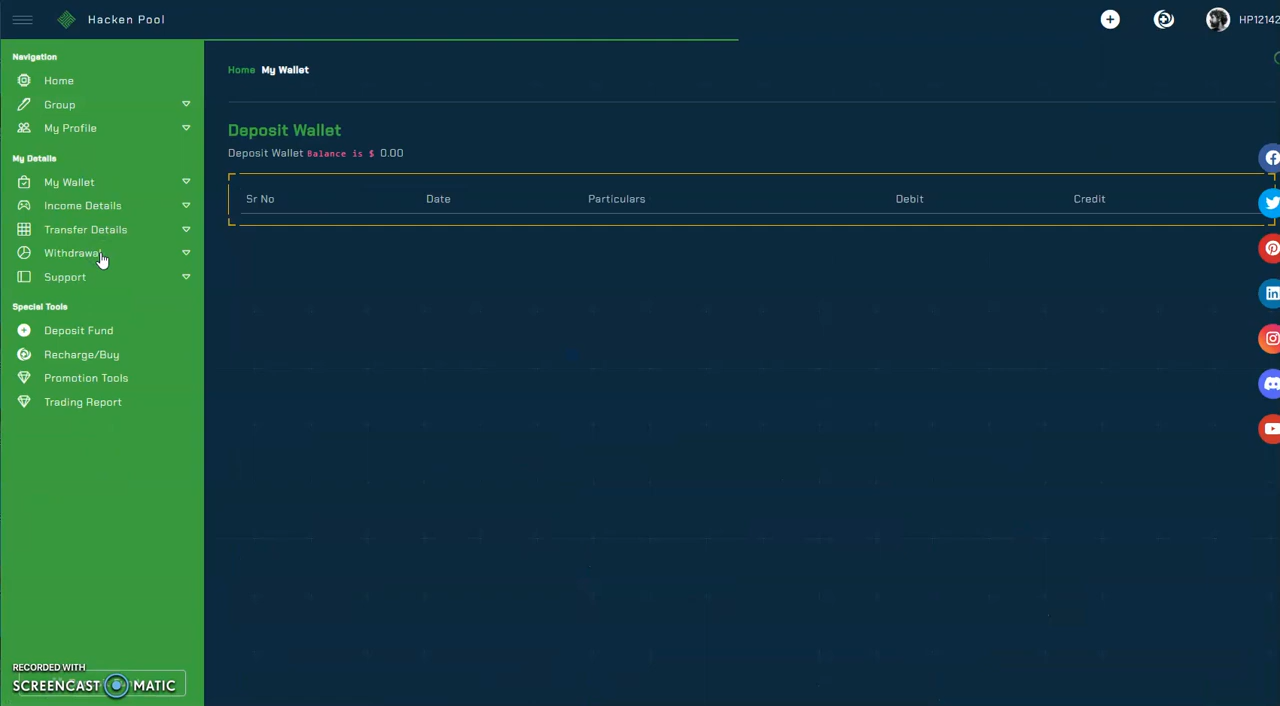 Hacken Pool
HP12142
Navigation
Home
Group
My Profile
My Details
My Wallet
Income Details
Transfer Details
Withdrawal
Support
Special Tools
Deposit Fund
Recharge/Buy
Promotion Tools
Trading Report
RECORDED WITH
SCREENCAST MATIC
Home My Wallet
Deposit Wallet
Deposit Wallet Balance is $ 0.00
Sr No Date Particulars Debit Credit